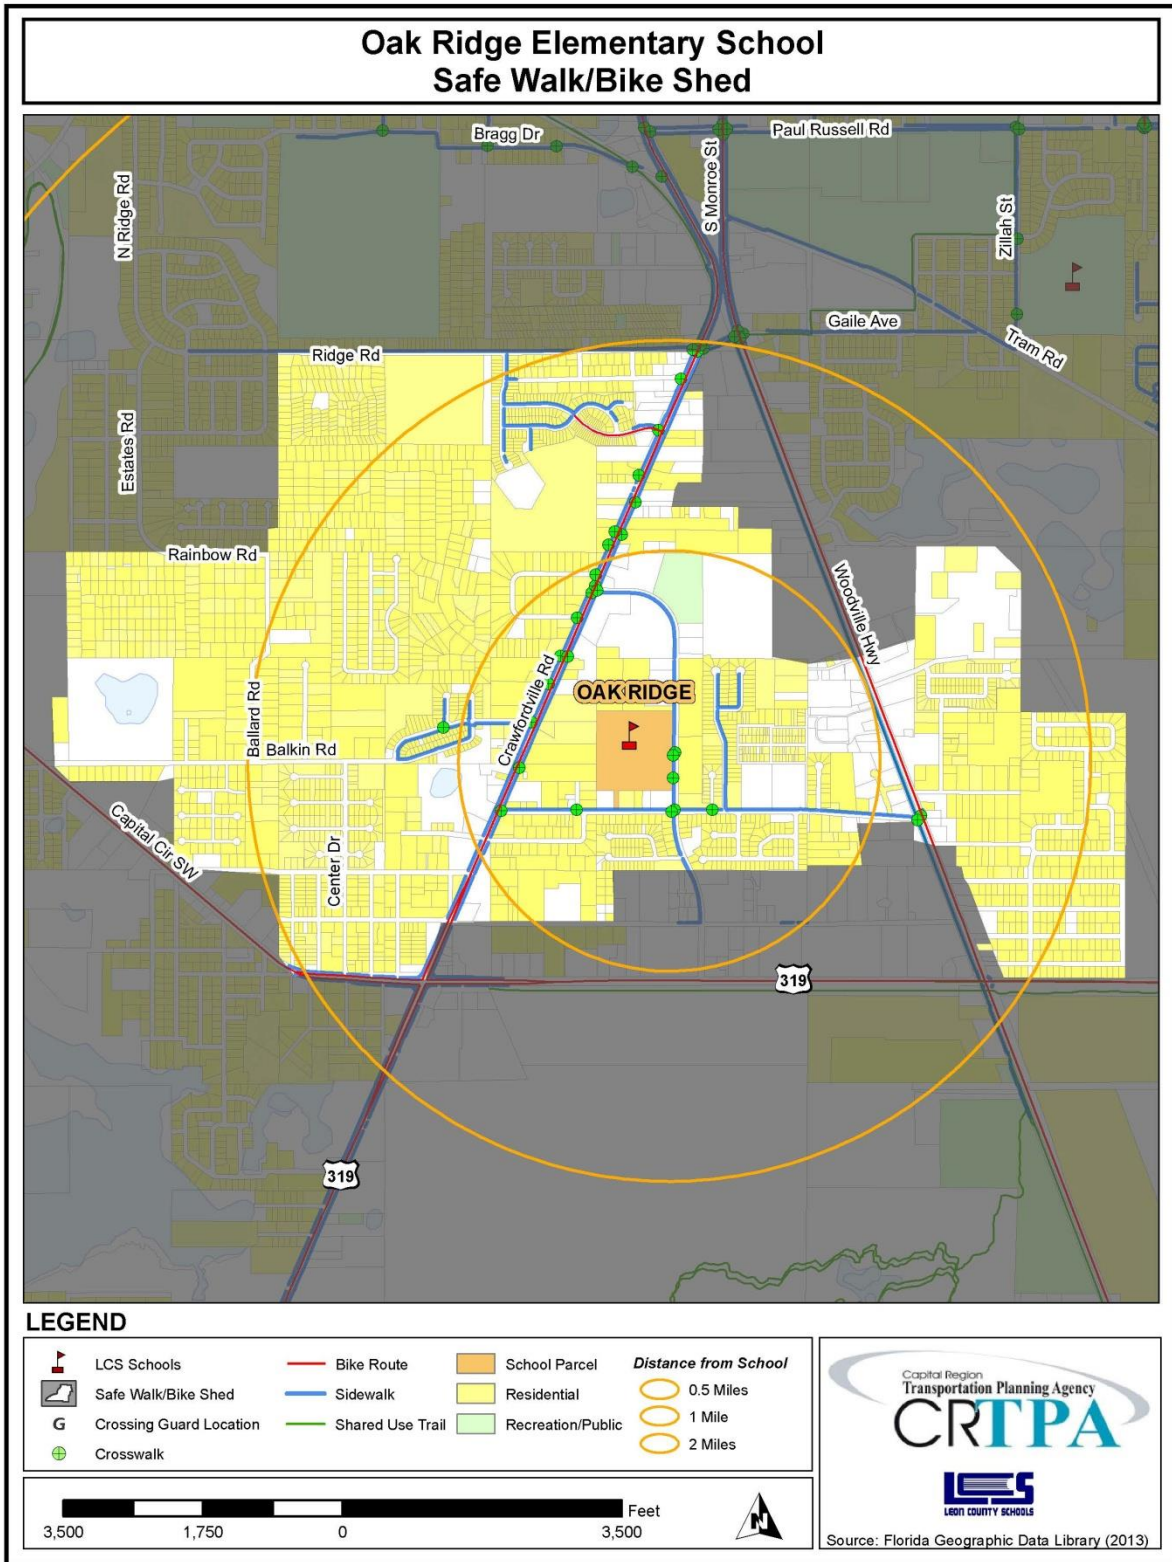 Oak Ridge Elementary School
Safe Walk/Bike Shed
Bragg Dr
Paul Russell Rd
N Ridge Rd
S Monroe St
Zillah St
Gaile Ave
Tram Rd
Ridge Rd
Estates Rd
Rainbow Rd
Woodville Hwy
Crawfordville Rd
OAK RIDGE
Ballard Rd
Balkin Rd
Capital Cir SW
Center Dr
319
319
LEGEND
LCS Schools
Safe Walk/Bike Shed
G Crossing Guard Location
Crosswalk
Bike Route
Sidewalk
Shared Use Trail
School Parcel
Residential
Recreation/Public
Distance from School
0.5 Miles
1 Mile
2 Miles
Feet
3,500 1,750 0 3,500
N
Capital Region
Transportation Planning Agency
CRTPA
LCS
LEON COUNTY SCHOOLS
Source: Florida Geographic Data Library (2013)